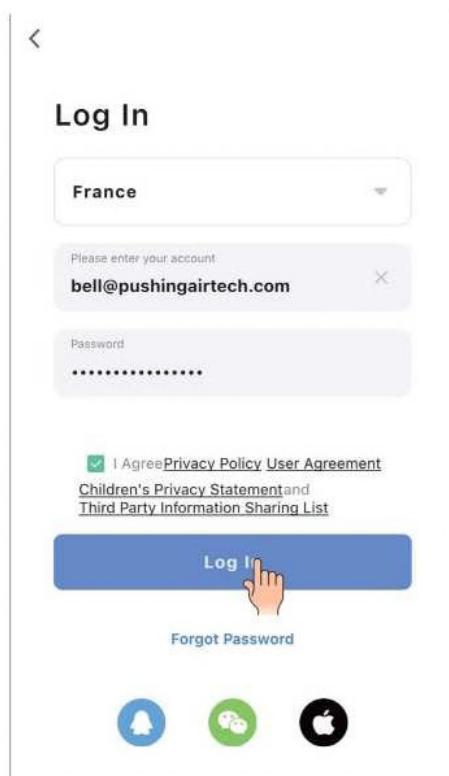 Log In
France
Please enter your account
bell@pushingairtech.com
Password
••••••••••••••••
I AgreePrivacy Policy User Agreement
Children's Privacy Statementand
Third Party Information Sharing List
Log In
Forgot Password